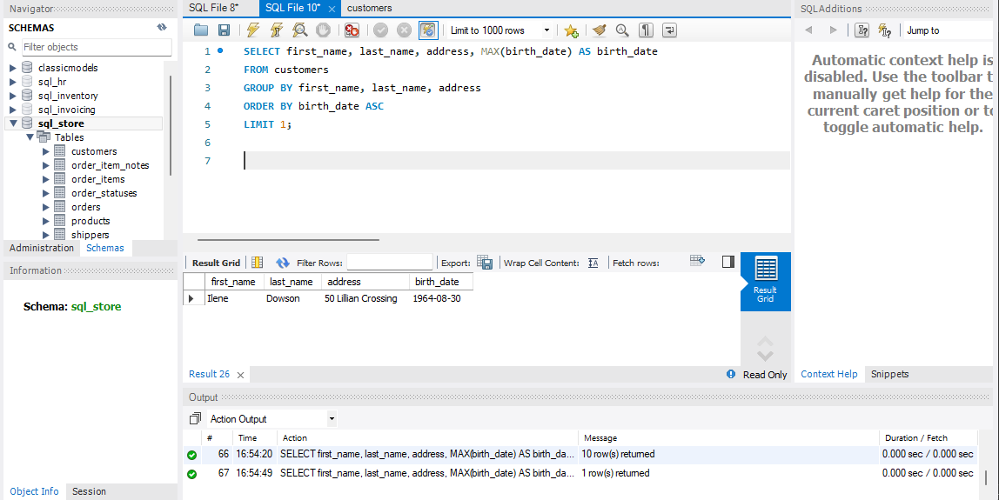 Navigator
SCHEMAS
Filter objects
classicmodels
sql_hr
sql_inventory
sql_invoicing
sql_store
Tables
customers
order_item_notes
order_items
order_statuses
orders
products
shippers
Administration Schemas
Information
Schema: sql_store
Object Info Session
SQL File 8* SQL File 10* customers
Limit to 1000 rows
1 SELECT first_name, last_name, address, MAX(birth_date) AS birth_date
2 FROM customers
3 GROUP BY first_name, last_name, address
4 ORDER BY birth_date ASC
5 LIMIT 1;
6
7
Result Grid Filter Rows: Export: Wrap Cell Content: Fetch rows:
first_name last_name address birth_date
Ilene Dowson 50 Lillian Crossing 1964-08-30
Result
Grid
Result 26 Read Only
SQLAdditions
Jump to
Automatic context help is
disabled. Use the toolbar t
manually get help for the
current caret position or to
toggle automatic help.
Context Help Snippets
Output
Action Output
# Time Action Message Duration / Fetch
66 16:54:20 SELECT first_name, last_name, address, MAX(birth_date) AS birth_da... 10 row(s) returned 0.000 sec / 0.000 sec
67 16:54:49 SELECT first_name, last_name, address, MAX(birth_date) AS birth_da... 1 row(s) returned 0.000 sec / 0.000 sec